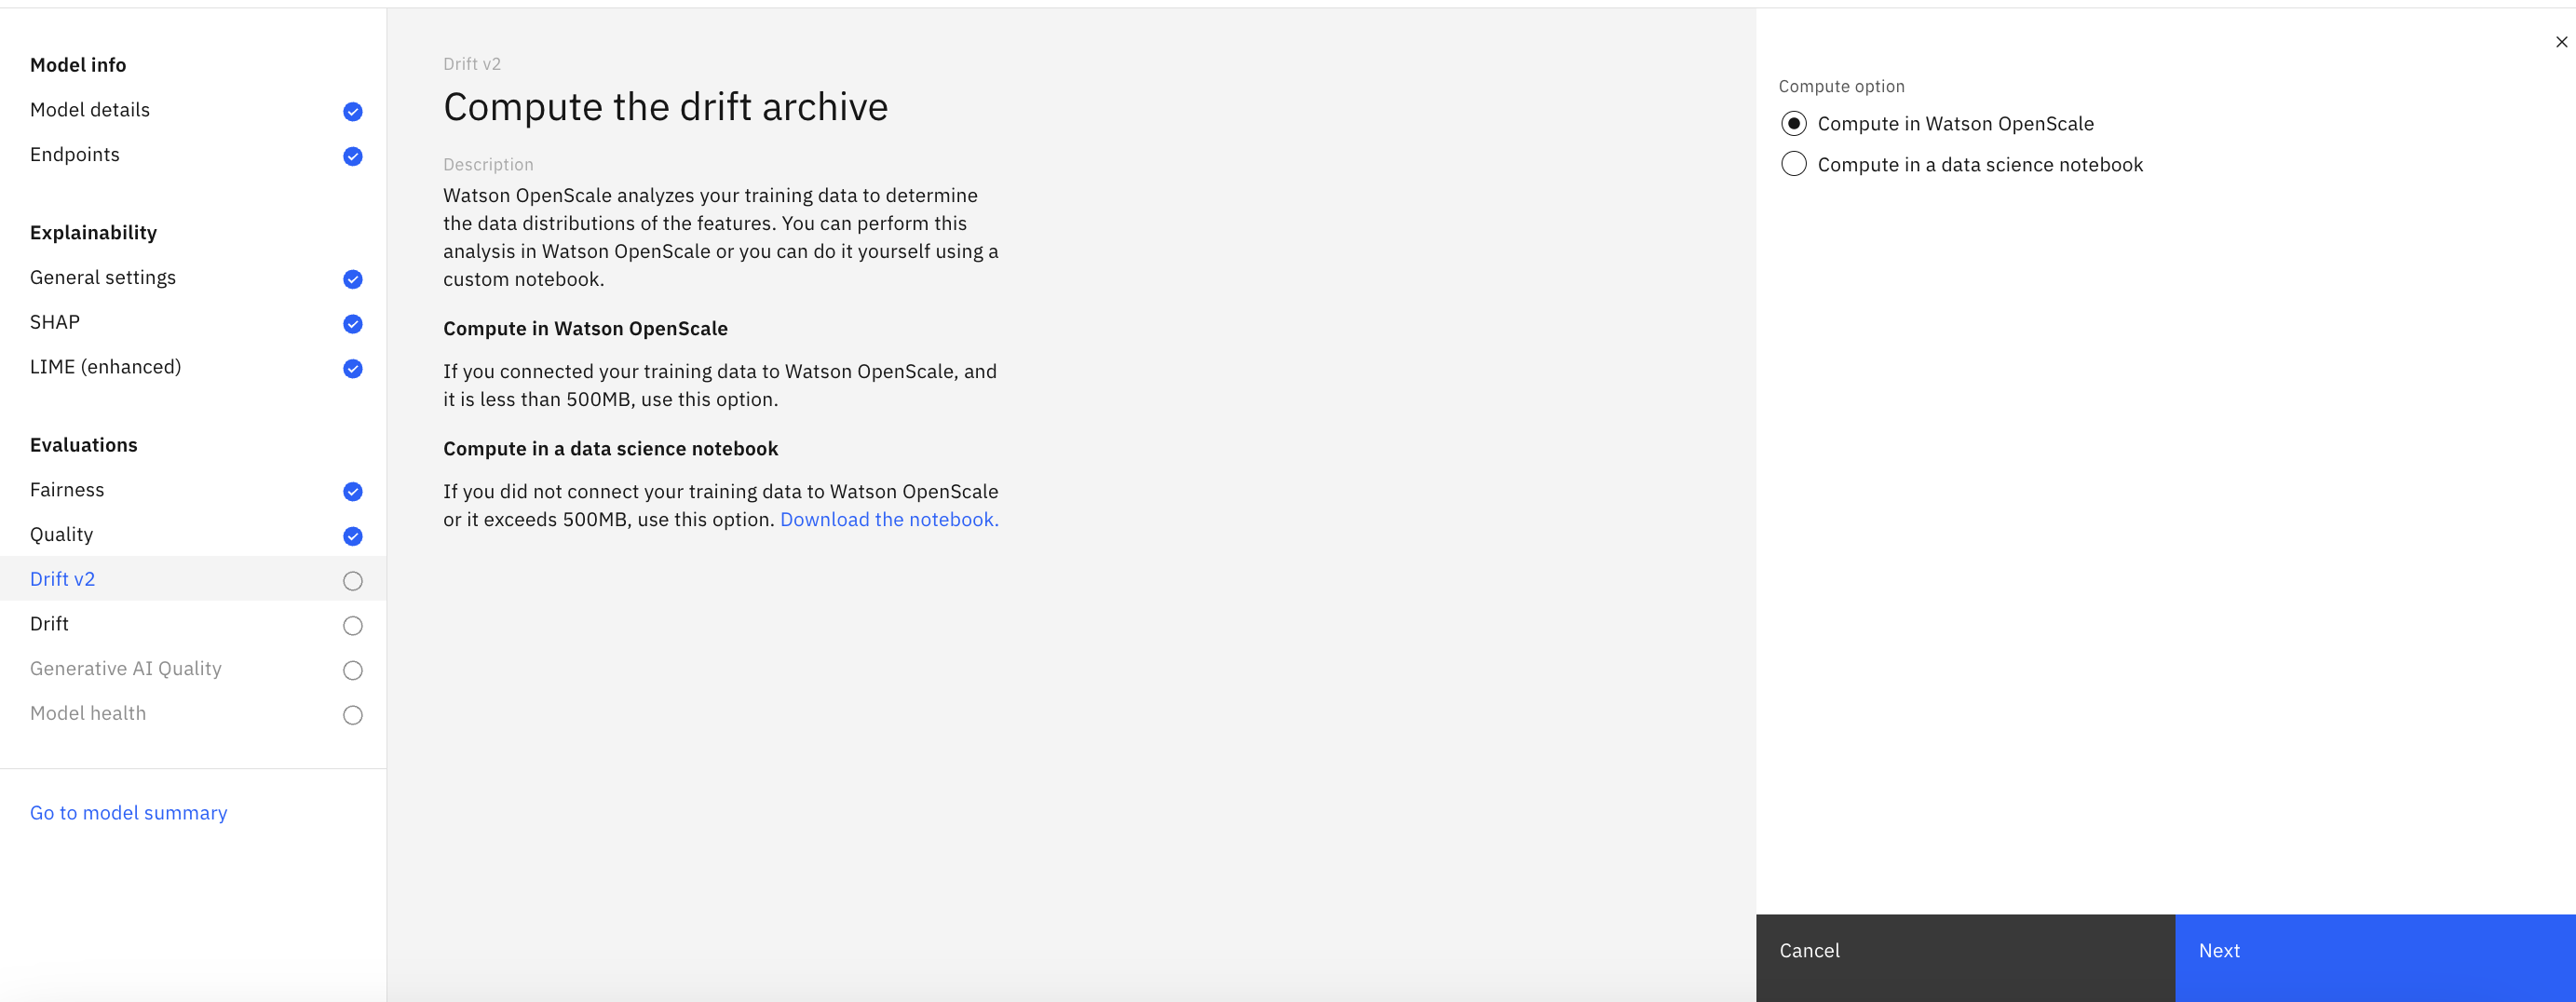 Model info
Model details
Endpoints
Explainability
General settings
SHAP
LIME (enhanced)
Evaluations
Fairness
Quality
Drift v2
Drift
Generative AI Quality
Model health
Go to model summary
Drift v2
Compute the drift archive
Description
Watson OpenScale analyzes your training data to determine
the data distributions of the features. You can perform this
analysis in Watson OpenScale or you can do it yourself using a
custom notebook.
Compute in Watson OpenScale
If you connected your training data to Watson OpenScale, and
it is less than 500MB, use this option.
Compute in a data science notebook
If you did not connect your training data to Watson OpenScale
or it exceeds 500MB, use this option. Download the notebook.
Compute option
Compute in Watson OpenScale
Compute in a data science notebook
Cancel
Next